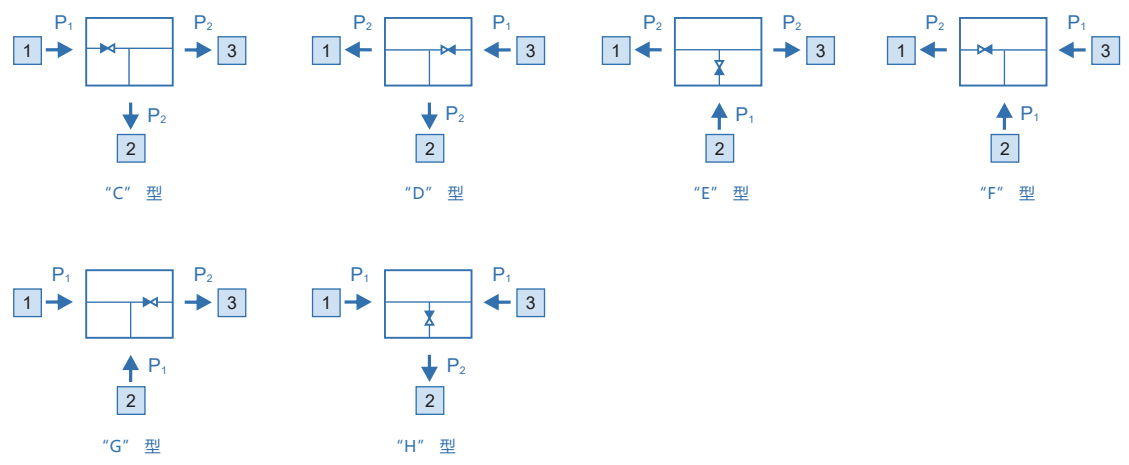 P₁ P₂ P₂ P₁ P₂ P₂ P₂ P₁
1 3 1 3 1 3 1 3
P₂ P₂ P₁ P₁
2 2 2 2
“C” 型 “D” 型 “E” 型 “F” 型
P₁ P₂ P₁ P₁
1 3 1 3
P₁ P₂
2 2
“G” 型 “H” 型